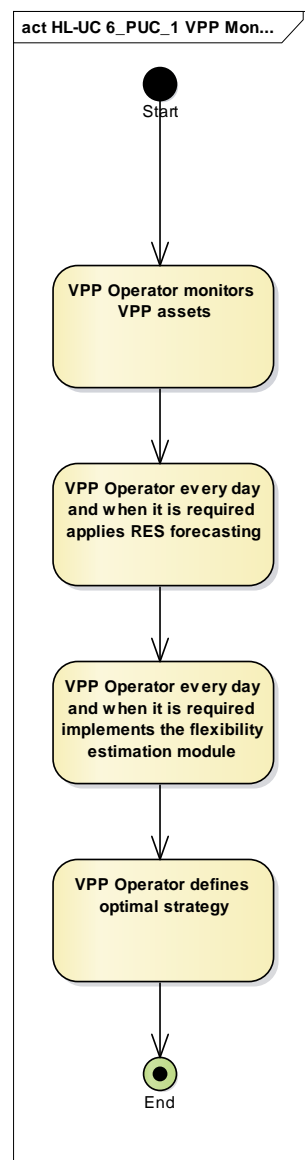 act HL-UC 6_PUC_1 VPP Mon...
Start
VPP Operator monitors
VPP assets
VPP Operator every day
and when it is required
applies RES forecasting
VPP Operator every day
and when it is required
implements the flexibility
estimation module
VPP Operator defines
optimal strategy
End